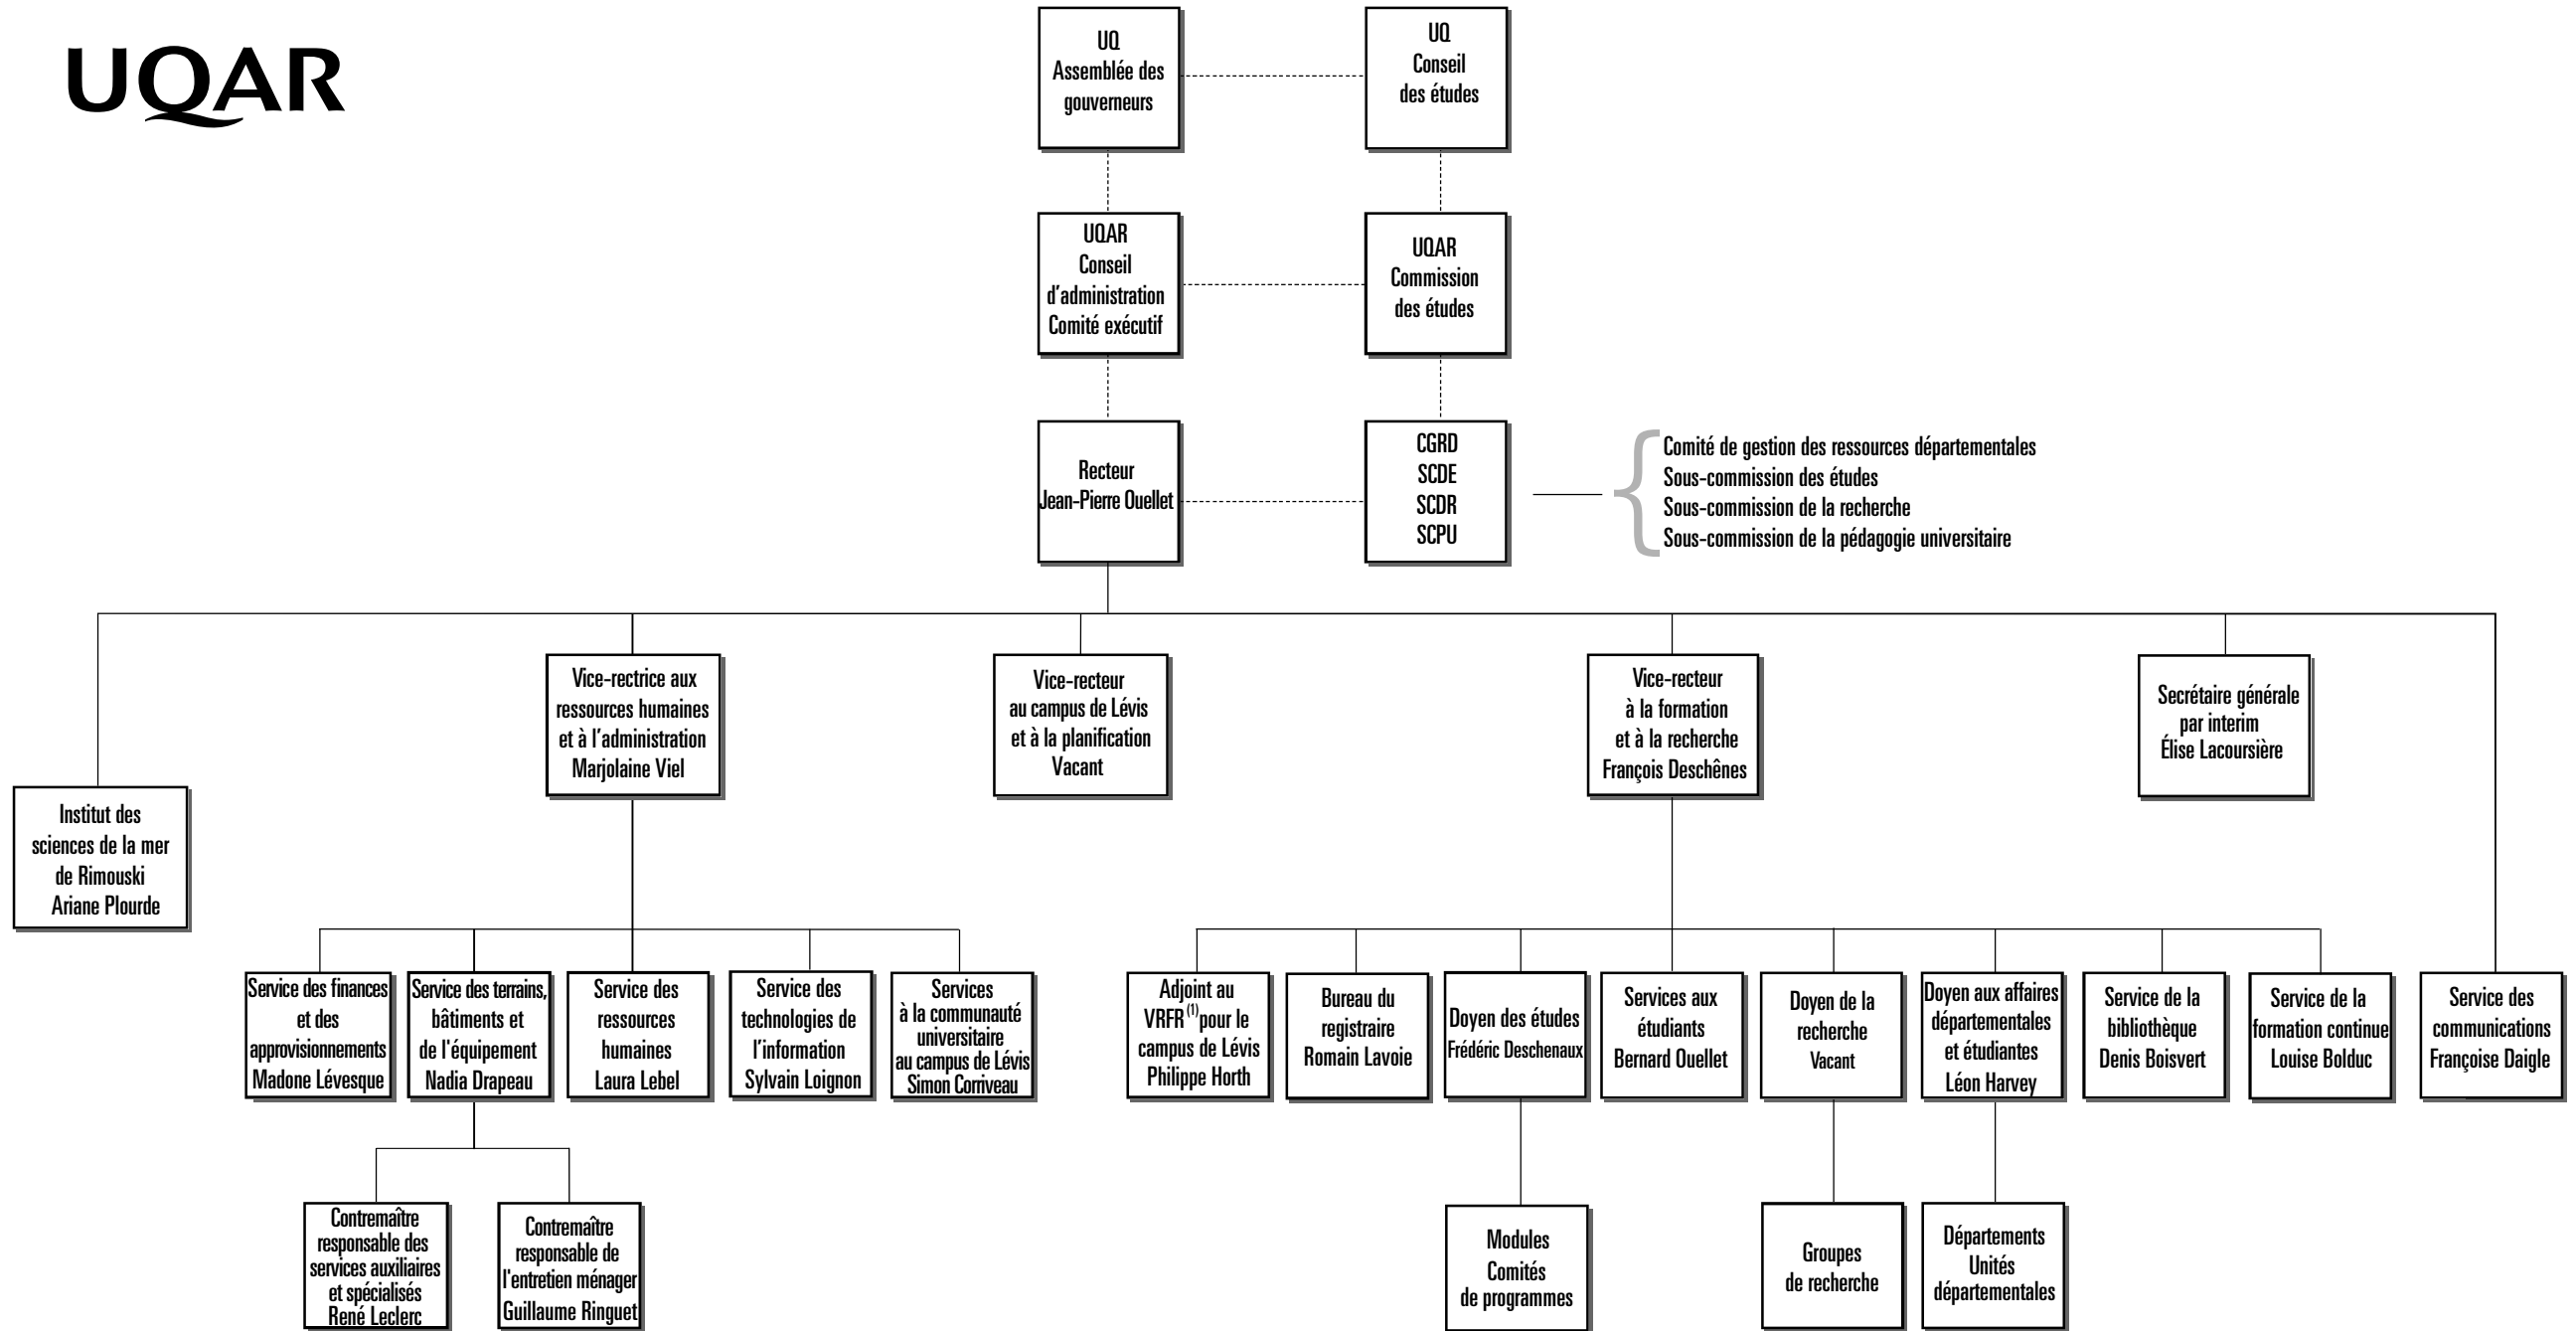 UQAR
UQ
Assemblée des
gouverneurs
UQ
Conseil
des études
UQAR
Conseil
d'administration
Comité exécutif
UQAR
Commission
des études
Recteur
Jean-Pierre Ouellet
CGRD
SCDE
SCDR
SCPU
Comité de gestion des ressources départementales
Sous-commission des études
Sous-commission de la recherche
Sous-commission de la pédagogie universitaire
Institut des
sciences de la mer
de Rimouski
Ariane Plourde
Vice-rectrice aux
ressources humaines
et à l'administration
Marjolaine Viel
Vice-recteur
au campus de Lévis
et à la planification
Vacant
Vice-recteur
à la formation
et à la recherche
François Deschênes
Secrétaire générale
par interim
Élise Lacoursière
Service des finances
et des
approvisionnements
Madone Lévesque
Service des terrains,
bâtiments et
de l'équipement
Nadia Drapeau
Service des
ressources
humaines
Laura Lebel
Service des
technologies de
l'information
Sylvain Loignon
Services
à la communauté
universitaire
au campus de Lévis
Simon Corriveau
Adjoint au
VRFR (1) pour le
campus de Lévis
Philippe Horth
Bureau du
registraire
Romain Lavoie
Doyen des études
Frédéric Deschenaux
Services aux
étudiants
Bernard Ouellet
Doyen de la
recherche
Vacant
Doyen aux affaires
départementales
et étudiantes
Léon Harvey
Service de la
bibliothèque
Denis Boisvert
Service de la
formation continue
Louise Bolduc
Service des
communications
Françoise Daigle
Contremaître
responsable des
services auxiliaires
et spécialisés
René Leclerc
Contremaître
responsable de
l'entretien ménager
Guillaume Ringuet
Modules
Comités
de programmes
Groupes
de recherche
Départements
Unités
départementales